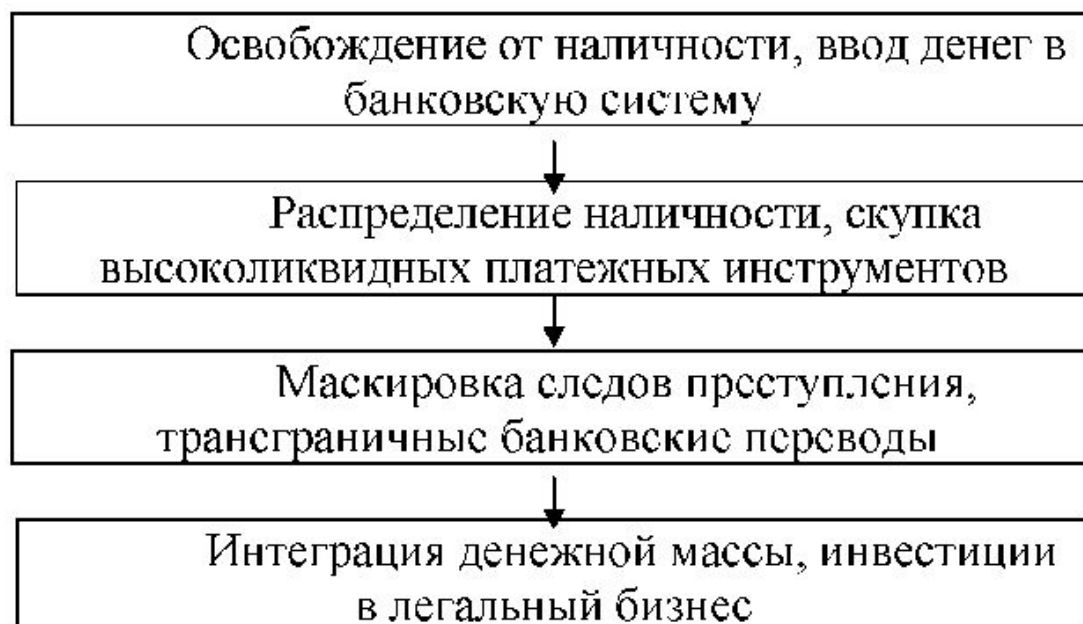 Освобождение от наличности, ввод денег в
банковскую систему
Распределение наличности, скупка
высоколиквидных платежных инструментов
Маскировка следов преступления,
трансграничные банковские переводы
Интеграция денежной массы, инвестиции
в легальный бизнес